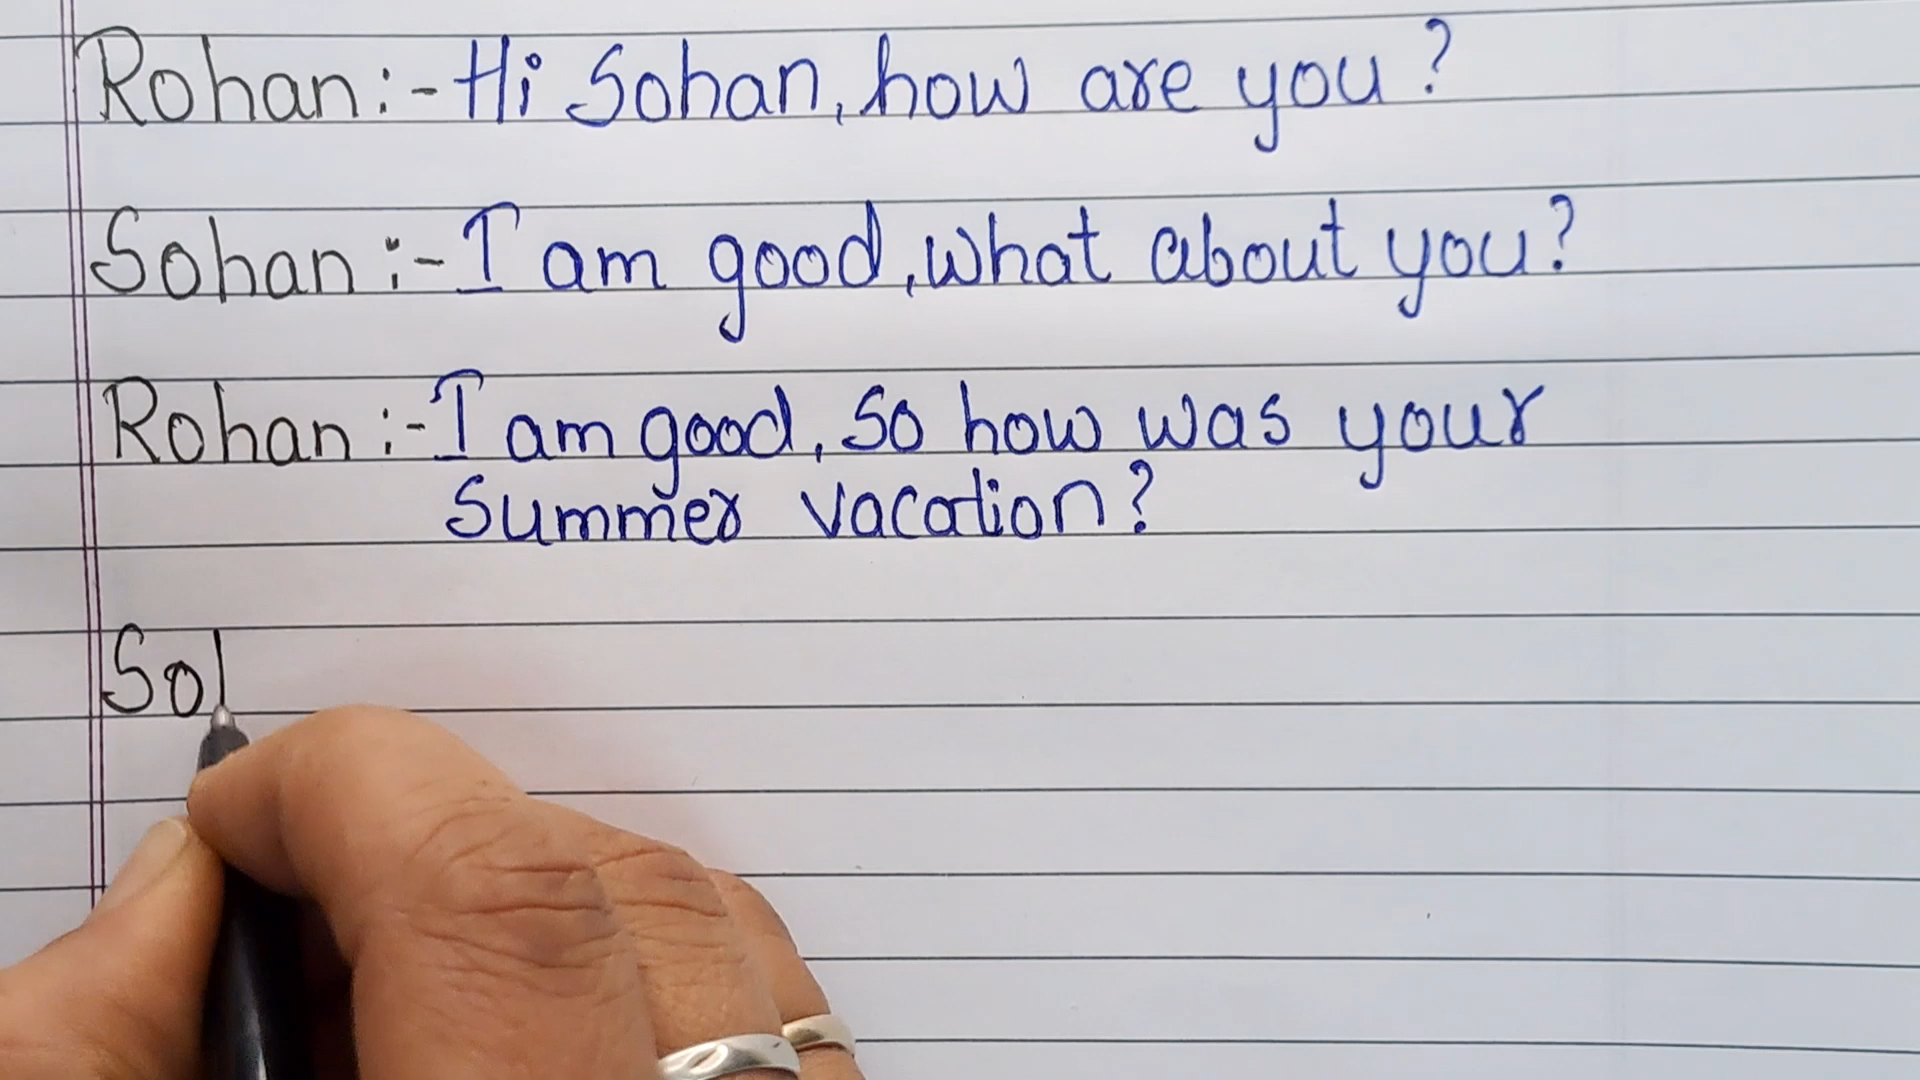 Rohan:- Hi Sohan, how are you?
Sohan:- I am good, what about you?
Rohan:- I am good, So how was your
Summer vacation?
So